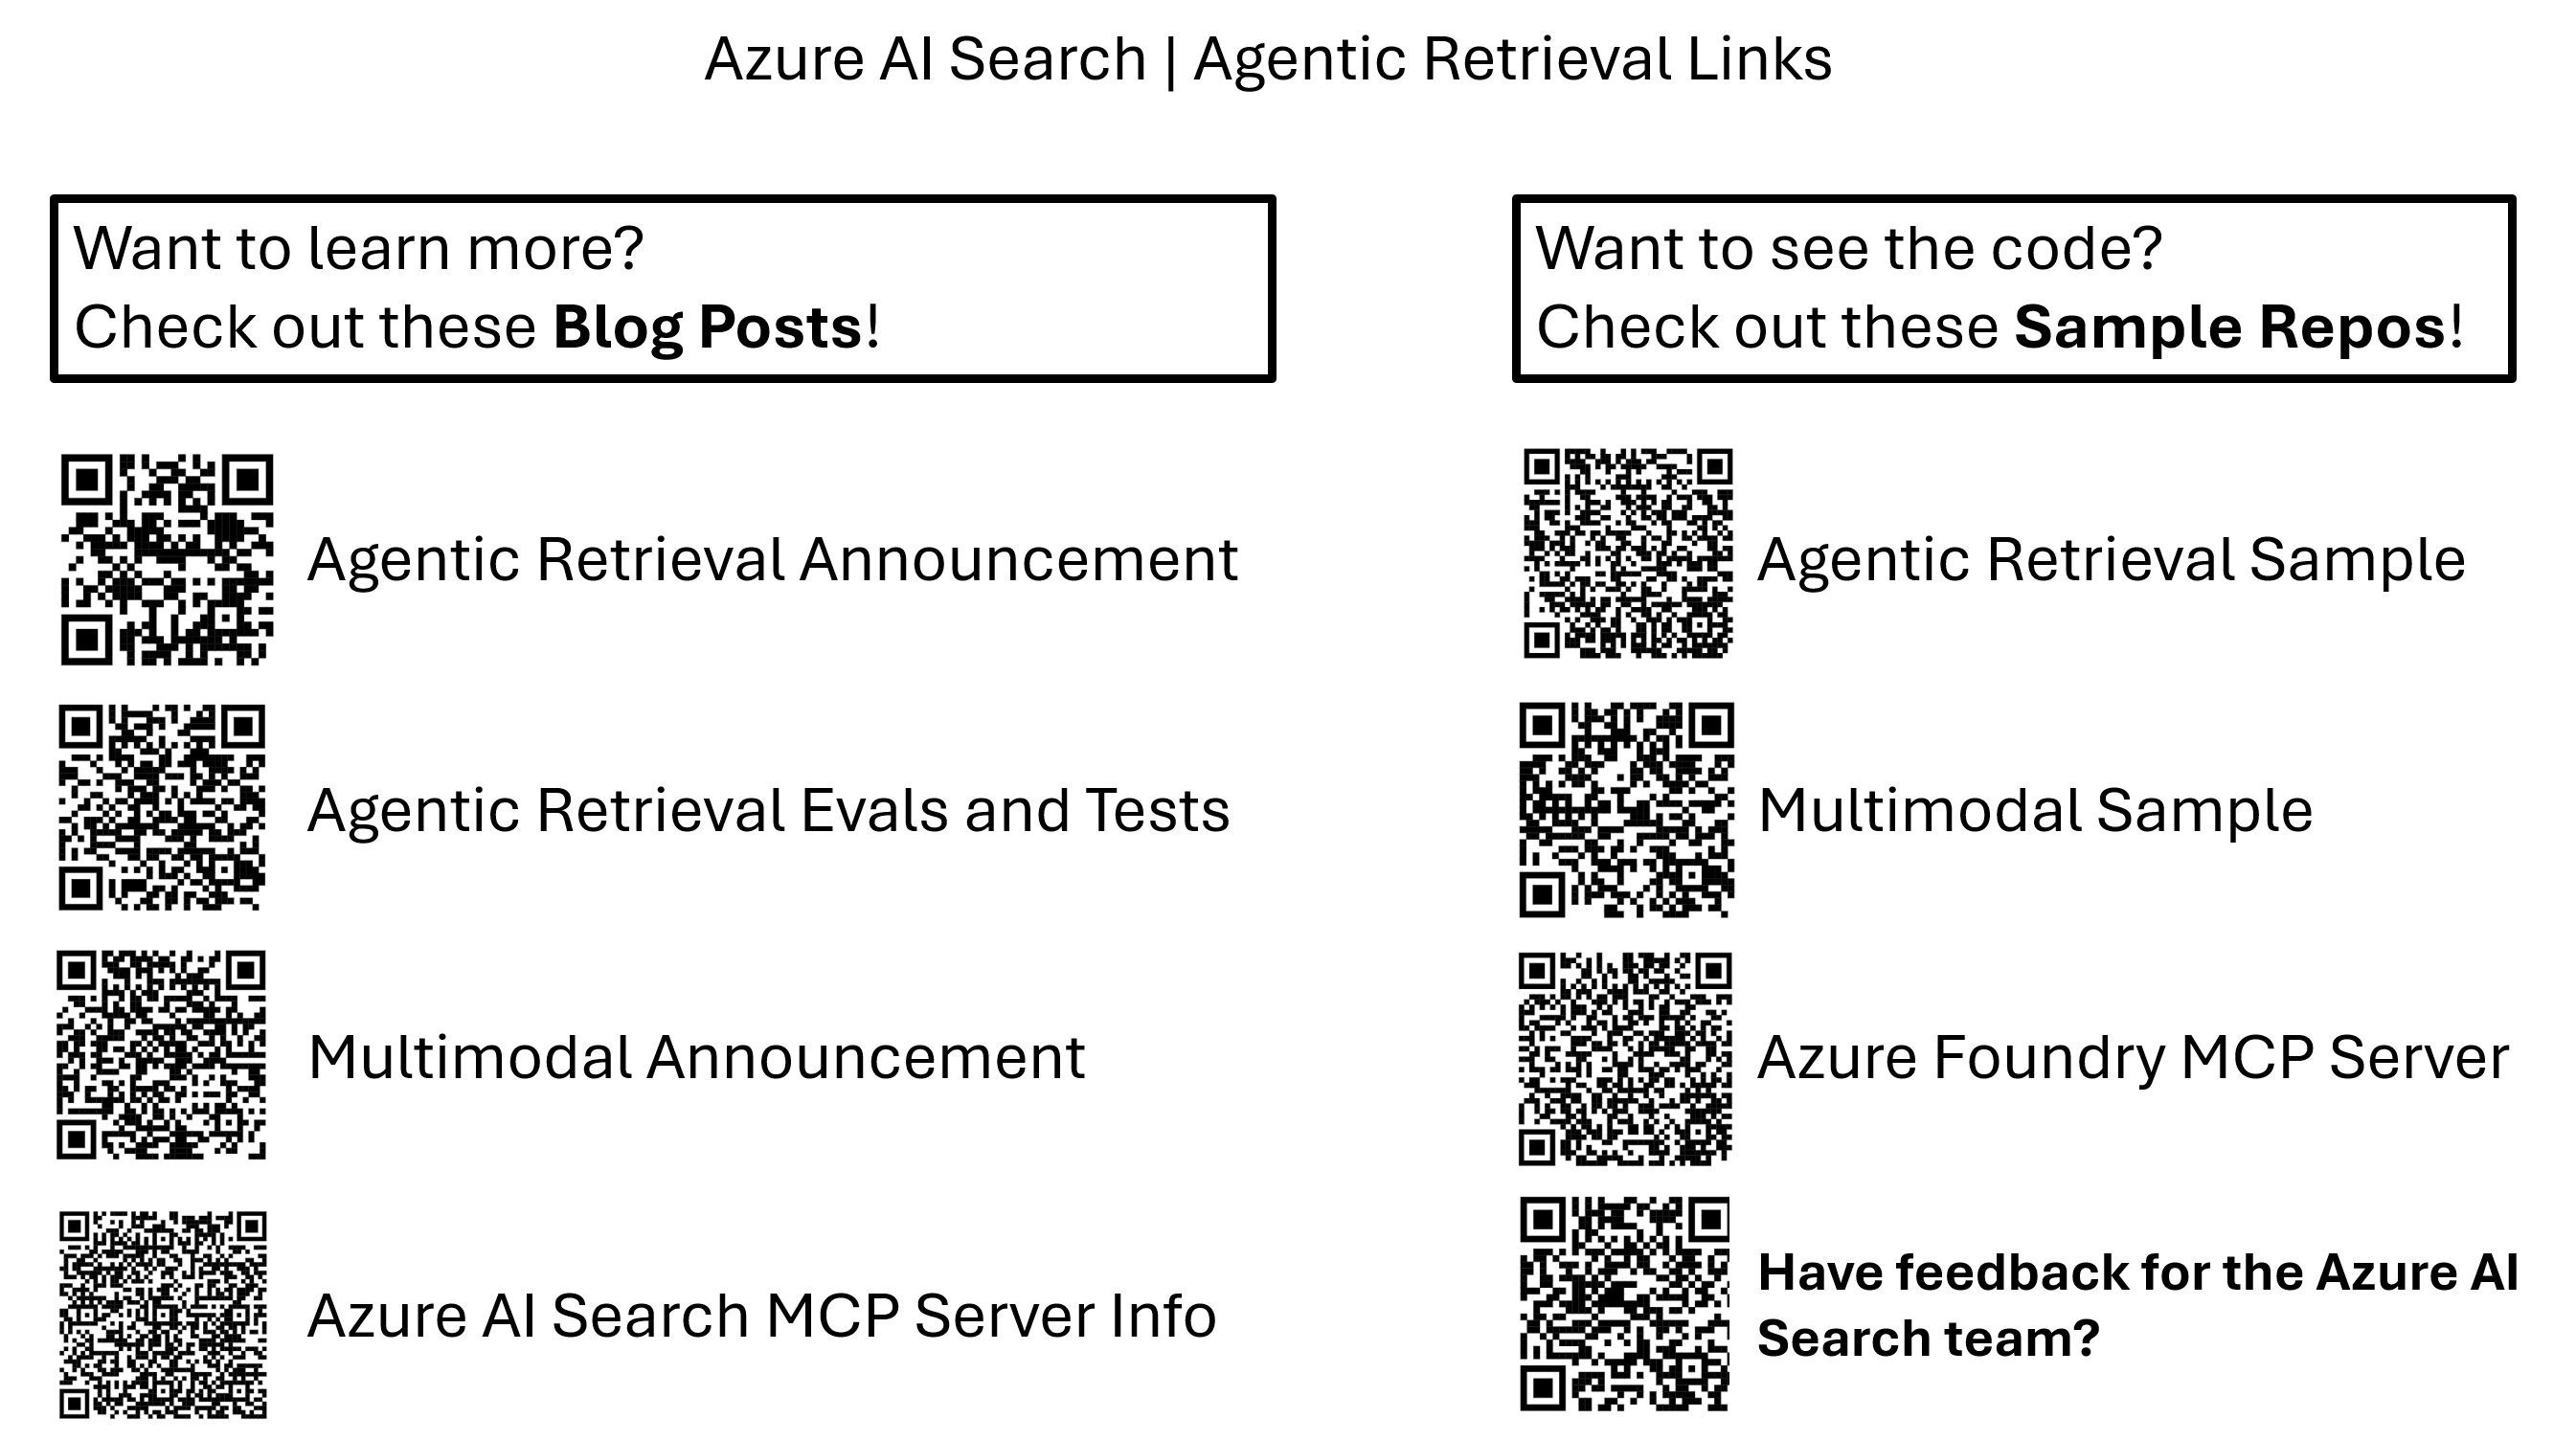 Azure AI Search | Agentic Retrieval Links
Want to learn more?
Check out these Blog Posts!
Agentic Retrieval Announcement
Agentic Retrieval Evals and Tests
Multimodal Announcement
Azure AI Search MCP Server Info
Want to see the code?
Check out these Sample Repos!
Agentic Retrieval Sample
Multimodal Sample
Azure Foundry MCP Server
Have feedback for the Azure AI
Search team?